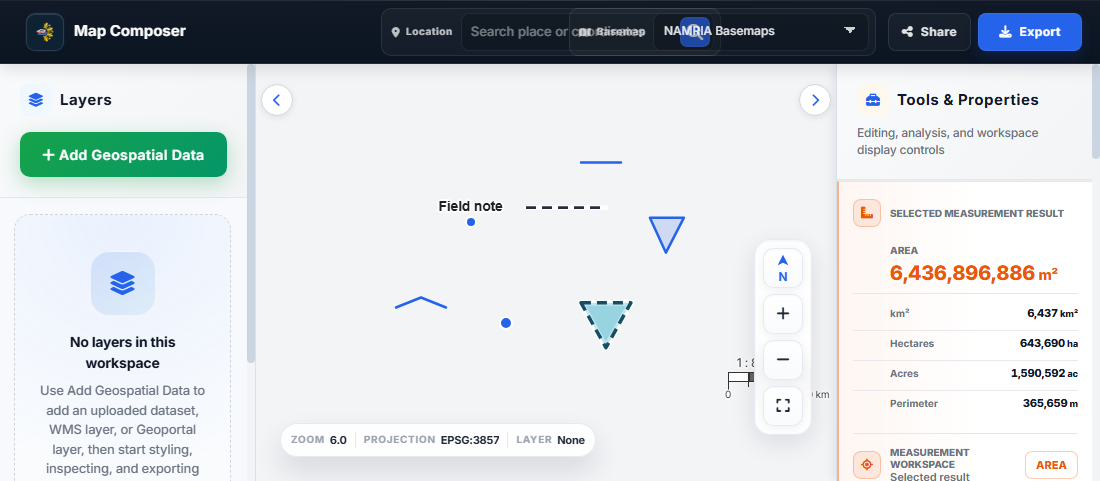 Map Composer
Location
Search place or coordinates
Basemap
NAMRIA Basemaps
Share
Export
Layers
Add Geospatial Data
No layers in this
workspace
Use Add Geospatial Data to
add an uploaded dataset,
WMS layer, or Geoportal
layer, then start styling,
inspecting, and exporting
Field note
N
1 : 8
0
km
ZOOM 6.0 PROJECTION EPSG:3857 LAYER None
Tools & Properties
Editing, analysis, and workspace
display controls
SELECTED MEASUREMENT RESULT
AREA
6,436,896,886 m²
km² 6,437 km²
Hectares 643,690 ha
Acres 1,590,592 ac
Perimeter 365,659 m
MEASUREMENT
WORKSPACE
Selected result
AREA